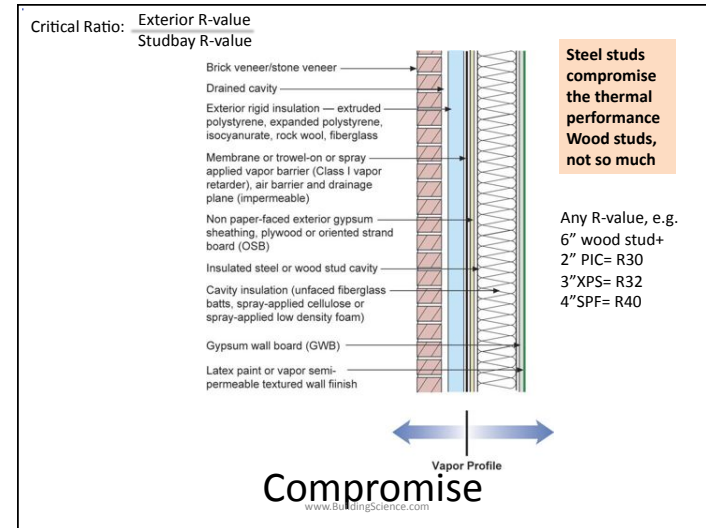 Critical Ratio: Exterior R-value
Studbay R-value
Brick veneer/stone veneer
Drained cavity
Exterior rigid insulation — extruded
polystyrene, expanded polystyrene,
isocyanurate, rock wool, fiberglass
Membrane or trowel-on or spray
applied vapor barrier (Class I vapor
retarder), air barrier and drainage
plane (impermeable)
Non paper-faced exterior gypsum
sheathing, plywood or oriented strand
board (OSB)
Insulated steel or wood stud cavity
Cavity insulation (unfaced fiberglass
batts, spray-applied cellulose or
spray-applied low density foam)
Gypsum wall board (GWB)
Latex paint or vapor semi-
permeable textured wall fiinish
Steel studs
compromise
the thermal
performance
Wood studs,
not so much
Any R-value, e.g.
6” wood stud+
2” PIC= R30
3”XPS= R32
4”SPF= R40
Vapor Profile
Compromise
www.BuildingScience.com